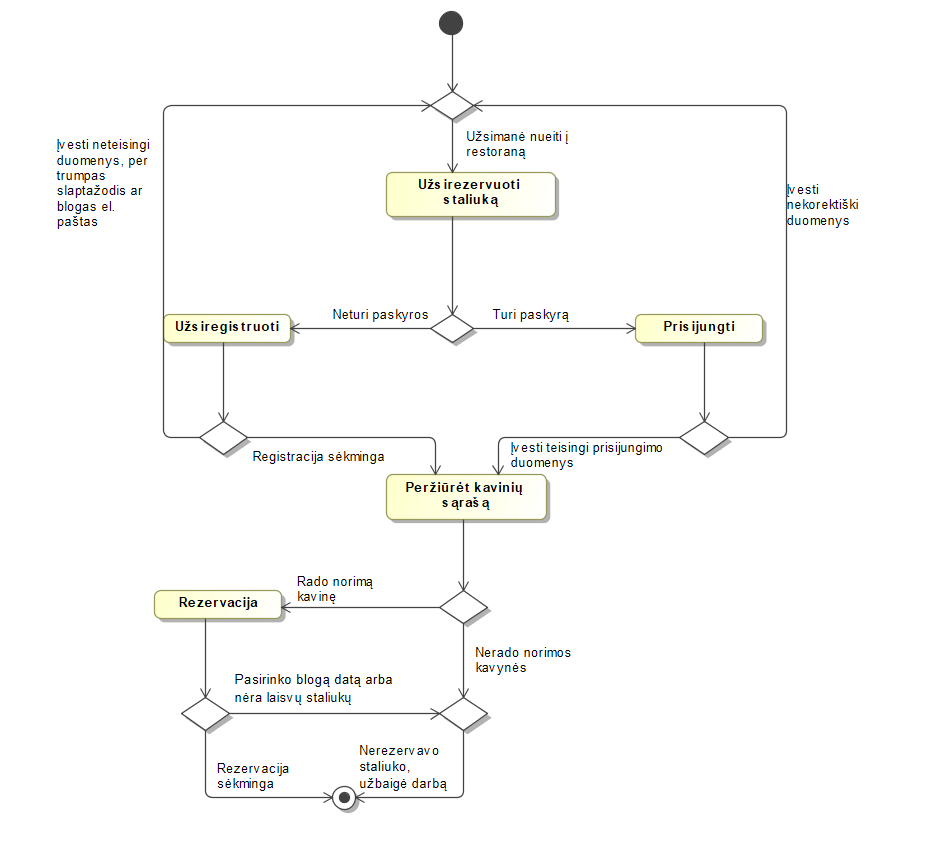 Užsimanė nueiti į
restoraną
Įvesti neteisingi
duomenys, per
trumpas
slaptažodis ar
blogas el.
paštas
Užsirezervuoti
staliuką
Įvesti
nekorektiški
duomenys
Neturi paskyros
Turi paskyrą
Užsiregistruoti
Prisijungti
Registracija sėkminga
Įvesti teisingi prisijungimo
duomenys
Peržiūrėt kavinių
sąrašą
Rado norimą
kavinę
Rezervacija
Nerado norimos
kavynės
Pasirinko blogą datą arba
nėra laisvų staliukų
Rezervacija
sėkminga
Nerezervavo
staliuko,
užbaigė darbą